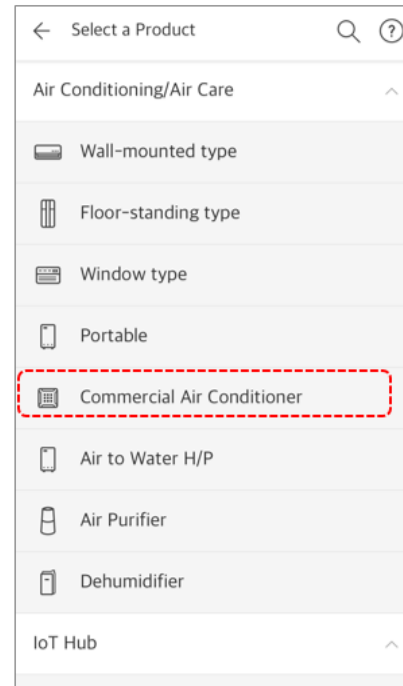 Select a Product
Air Conditioning/Air Care
Wall-mounted type
Floor-standing type
Window type
Portable
Commercial Air Conditioner
Air to Water H/P
Air Purifier
Dehumidifier
IoT Hub